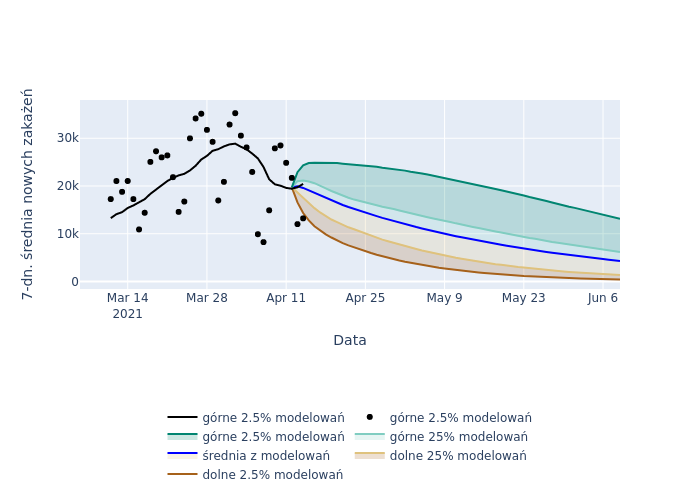 7-dn. średnia nowych zakażeń
30k
20k
10k
0
Mar 14
2021
Mar 28
Apr 11
Apr 25
May 9
May 23
Jun 6
Data
górne 2.5% modelowań
górne 2.5% modelowań
górne 2.5% modelowań
górne 25% modelowań
średnia z modelowań
dolne 25% modelowań
dolne 2.5% modelowań